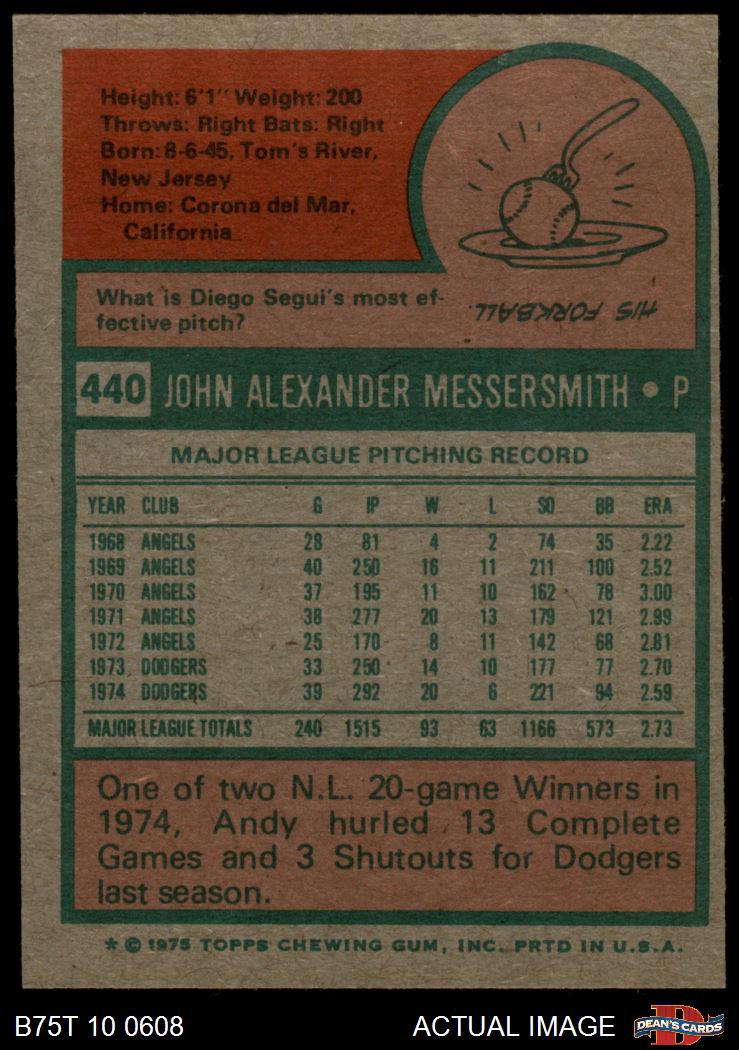 Height: 6'1" Weight: 200
Throws: Right Bats: Right
Born: 8-6-45, Tom's River,
New Jersey
Home: Corona del Mar,
California
What is Diego Segui's most ef-
fective pitch?
HIS FORKBALL.
440 JOHN ALEXANDER MESSERSMITH • P
MAJOR LEAGUE PITCHING RECORD
YEAR CLUB G IP W L SO BB ERA
1968 ANGELS 28 81 4 2 74 35 2.22
1969 ANGELS 40 250 16 11 211 100 2.52
1970 ANGELS 37 195 11 10 162 78 3.00
1971 ANGELS 38 277 20 13 179 121 2.99
1972 ANGELS 25 170 8 11 142 68 2.81
1973 DODGERS 33 250 14 10 177 77 2.70
1974 DODGERS 39 292 20 6 221 94 2.59
MAJOR LEAGUE TOTALS 240 1515 93 63 1166 573 2.73
One of two N.L. 20-game Winners in
1974, Andy hurled 13 Complete
Games and 3 Shutouts for Dodgers
last season.
* © 1975 TOPPS CHEWING GUM, INC. PRTD IN U.S.A.
B75T 10 0608 ACTUAL IMAGE D DEAN'S CARDS